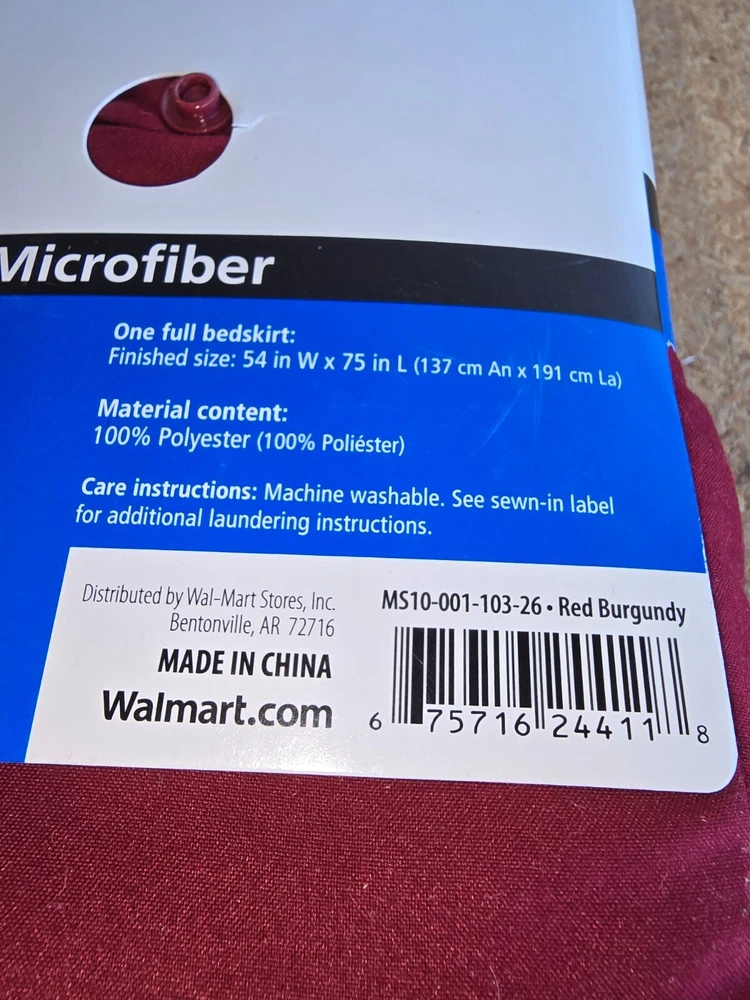 Microfiber
One full bedskirt:
Finished size: 54 in W x 75 in L (137 cm An x 191 cm La)
Material content:
100% Polyester (100% Poliéster)
Care instructions: Machine washable. See sewn-in label
for additional laundering instructions.
Distributed by Wal-Mart Stores, Inc.
Bentonville, AR 72716
MADE IN CHINA
Walmart.com
MS10-001-103-26 • Red Burgundy
6 75716 24411 8